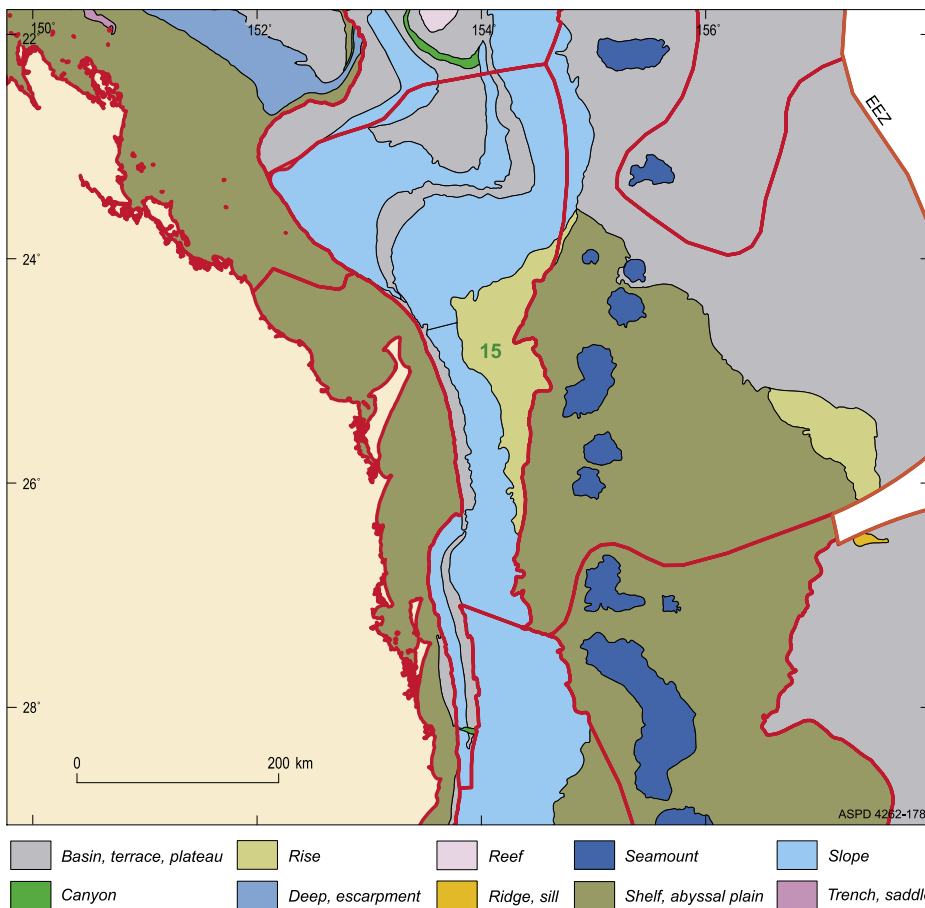 150° 152° 154° 156°
22°
EEZ
24°
15
26°
28°
0 200 km
ASPD 4262-178
Basin, terrace, plateau Rise Reef Seamount Slope
Canyon Deep, escarpment Ridge, sill Shelf, abyssal plain Trench, saddle